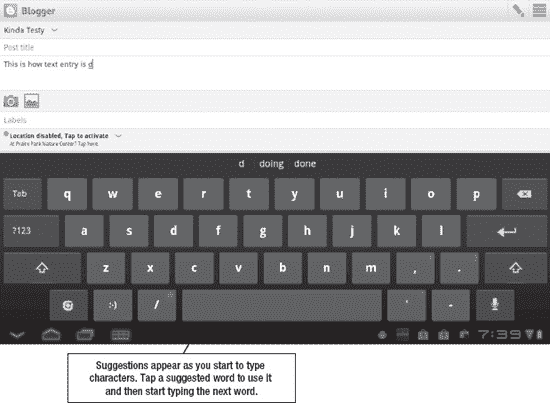 Blogger
Kinda Testy
Post title
This is how text entry is d
Labels
Location disabled, Tap to activate
At Prairie Park Nature Center? Tap here.
d doing done
Tab q w e r t y u i o p
?123 a s d f g h j k l
z x c v b n m , .
:-) / ' -
7:39
Suggestions appear as you start to type
characters. Tap a suggested word to use it
and then start typing the next word.